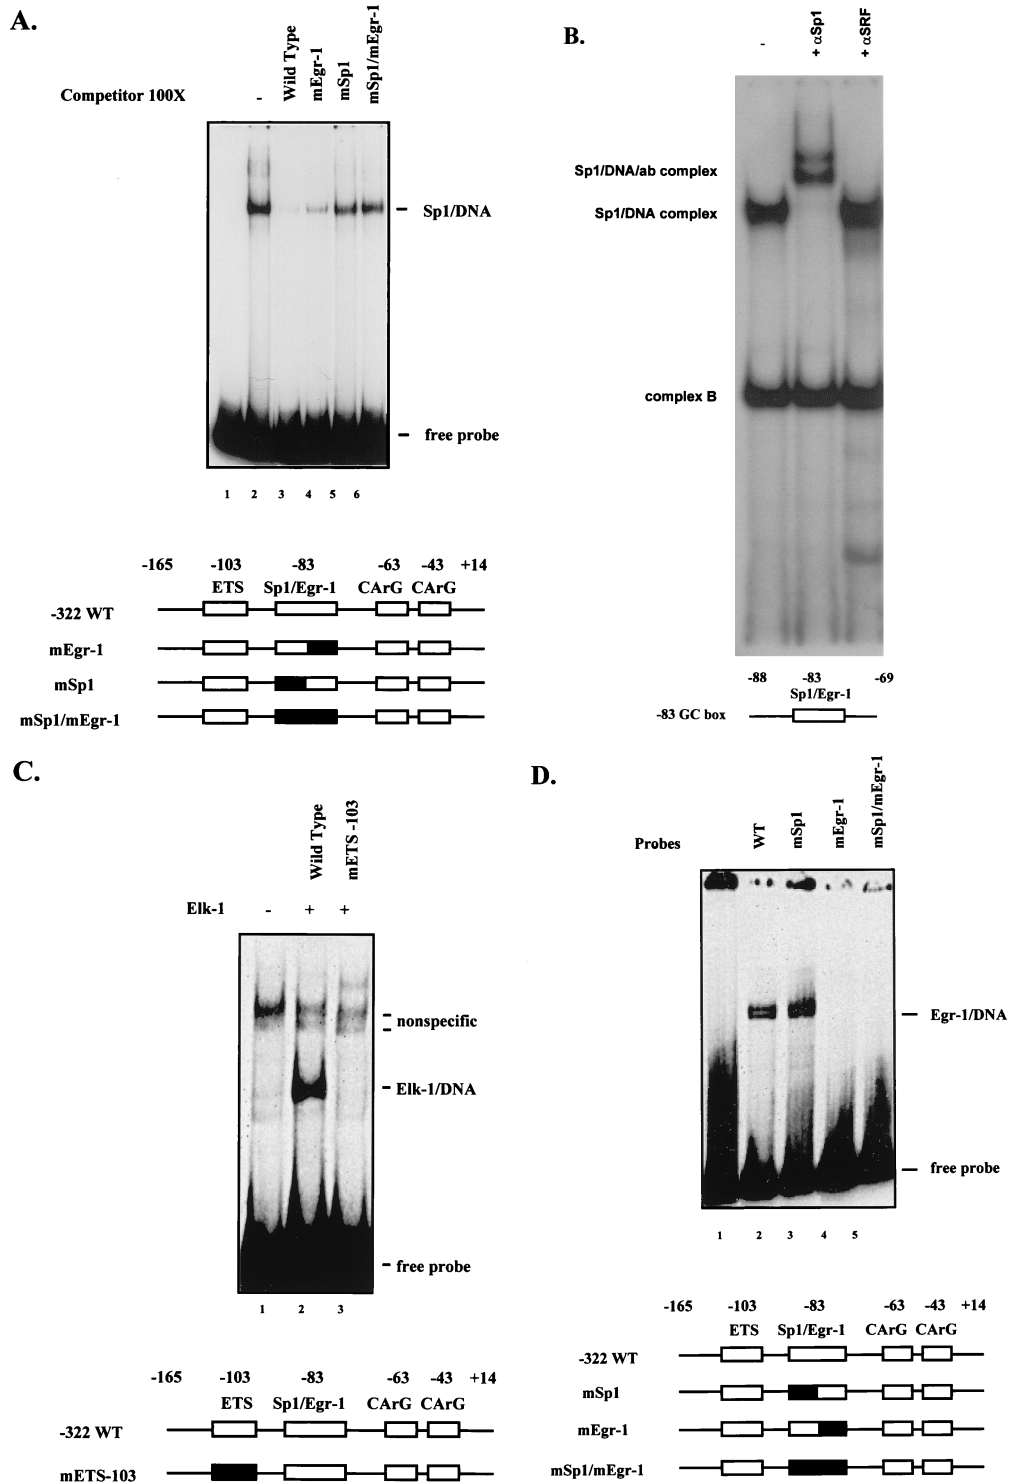 A.
Competitor 100X
-
Wild Type
mEgr-1
mSp1
mSp1/mEgr-1
Sp1/DNA
free probe
1 2 3 4 5 6
-165 -103 -83 -63 -43 +14
ETS Sp1/Egr-1 CArG CArG
-322 WT
mEgr-1
mSp1
mSp1/mEgr-1
B.
-
+ αSp1
+ αSRF
Sp1/DNA/ab complex
Sp1/DNA complex
complex B
-88 -83 -69
Sp1/Egr-1
-83 GC box
C.
Wild Type
mETS -103
Elk-1 - + +
nonspecific
Elk-1/DNA
free probe
1 2 3
-165 -103 -83 -63 -43 +14
ETS Sp1/Egr-1 CArG CArG
-322 WT
mETS-103
D.
Probes
WT
mSp1
mEgr-1
mSp1/mEgr-1
Egr-1/DNA
free probe
1 2 3 4 5
-165 -103 -83 -63 -43 +14
ETS Sp1/Egr-1 CArG CArG
-322 WT
mSp1
mEgr-1
mSp1/mEgr-1